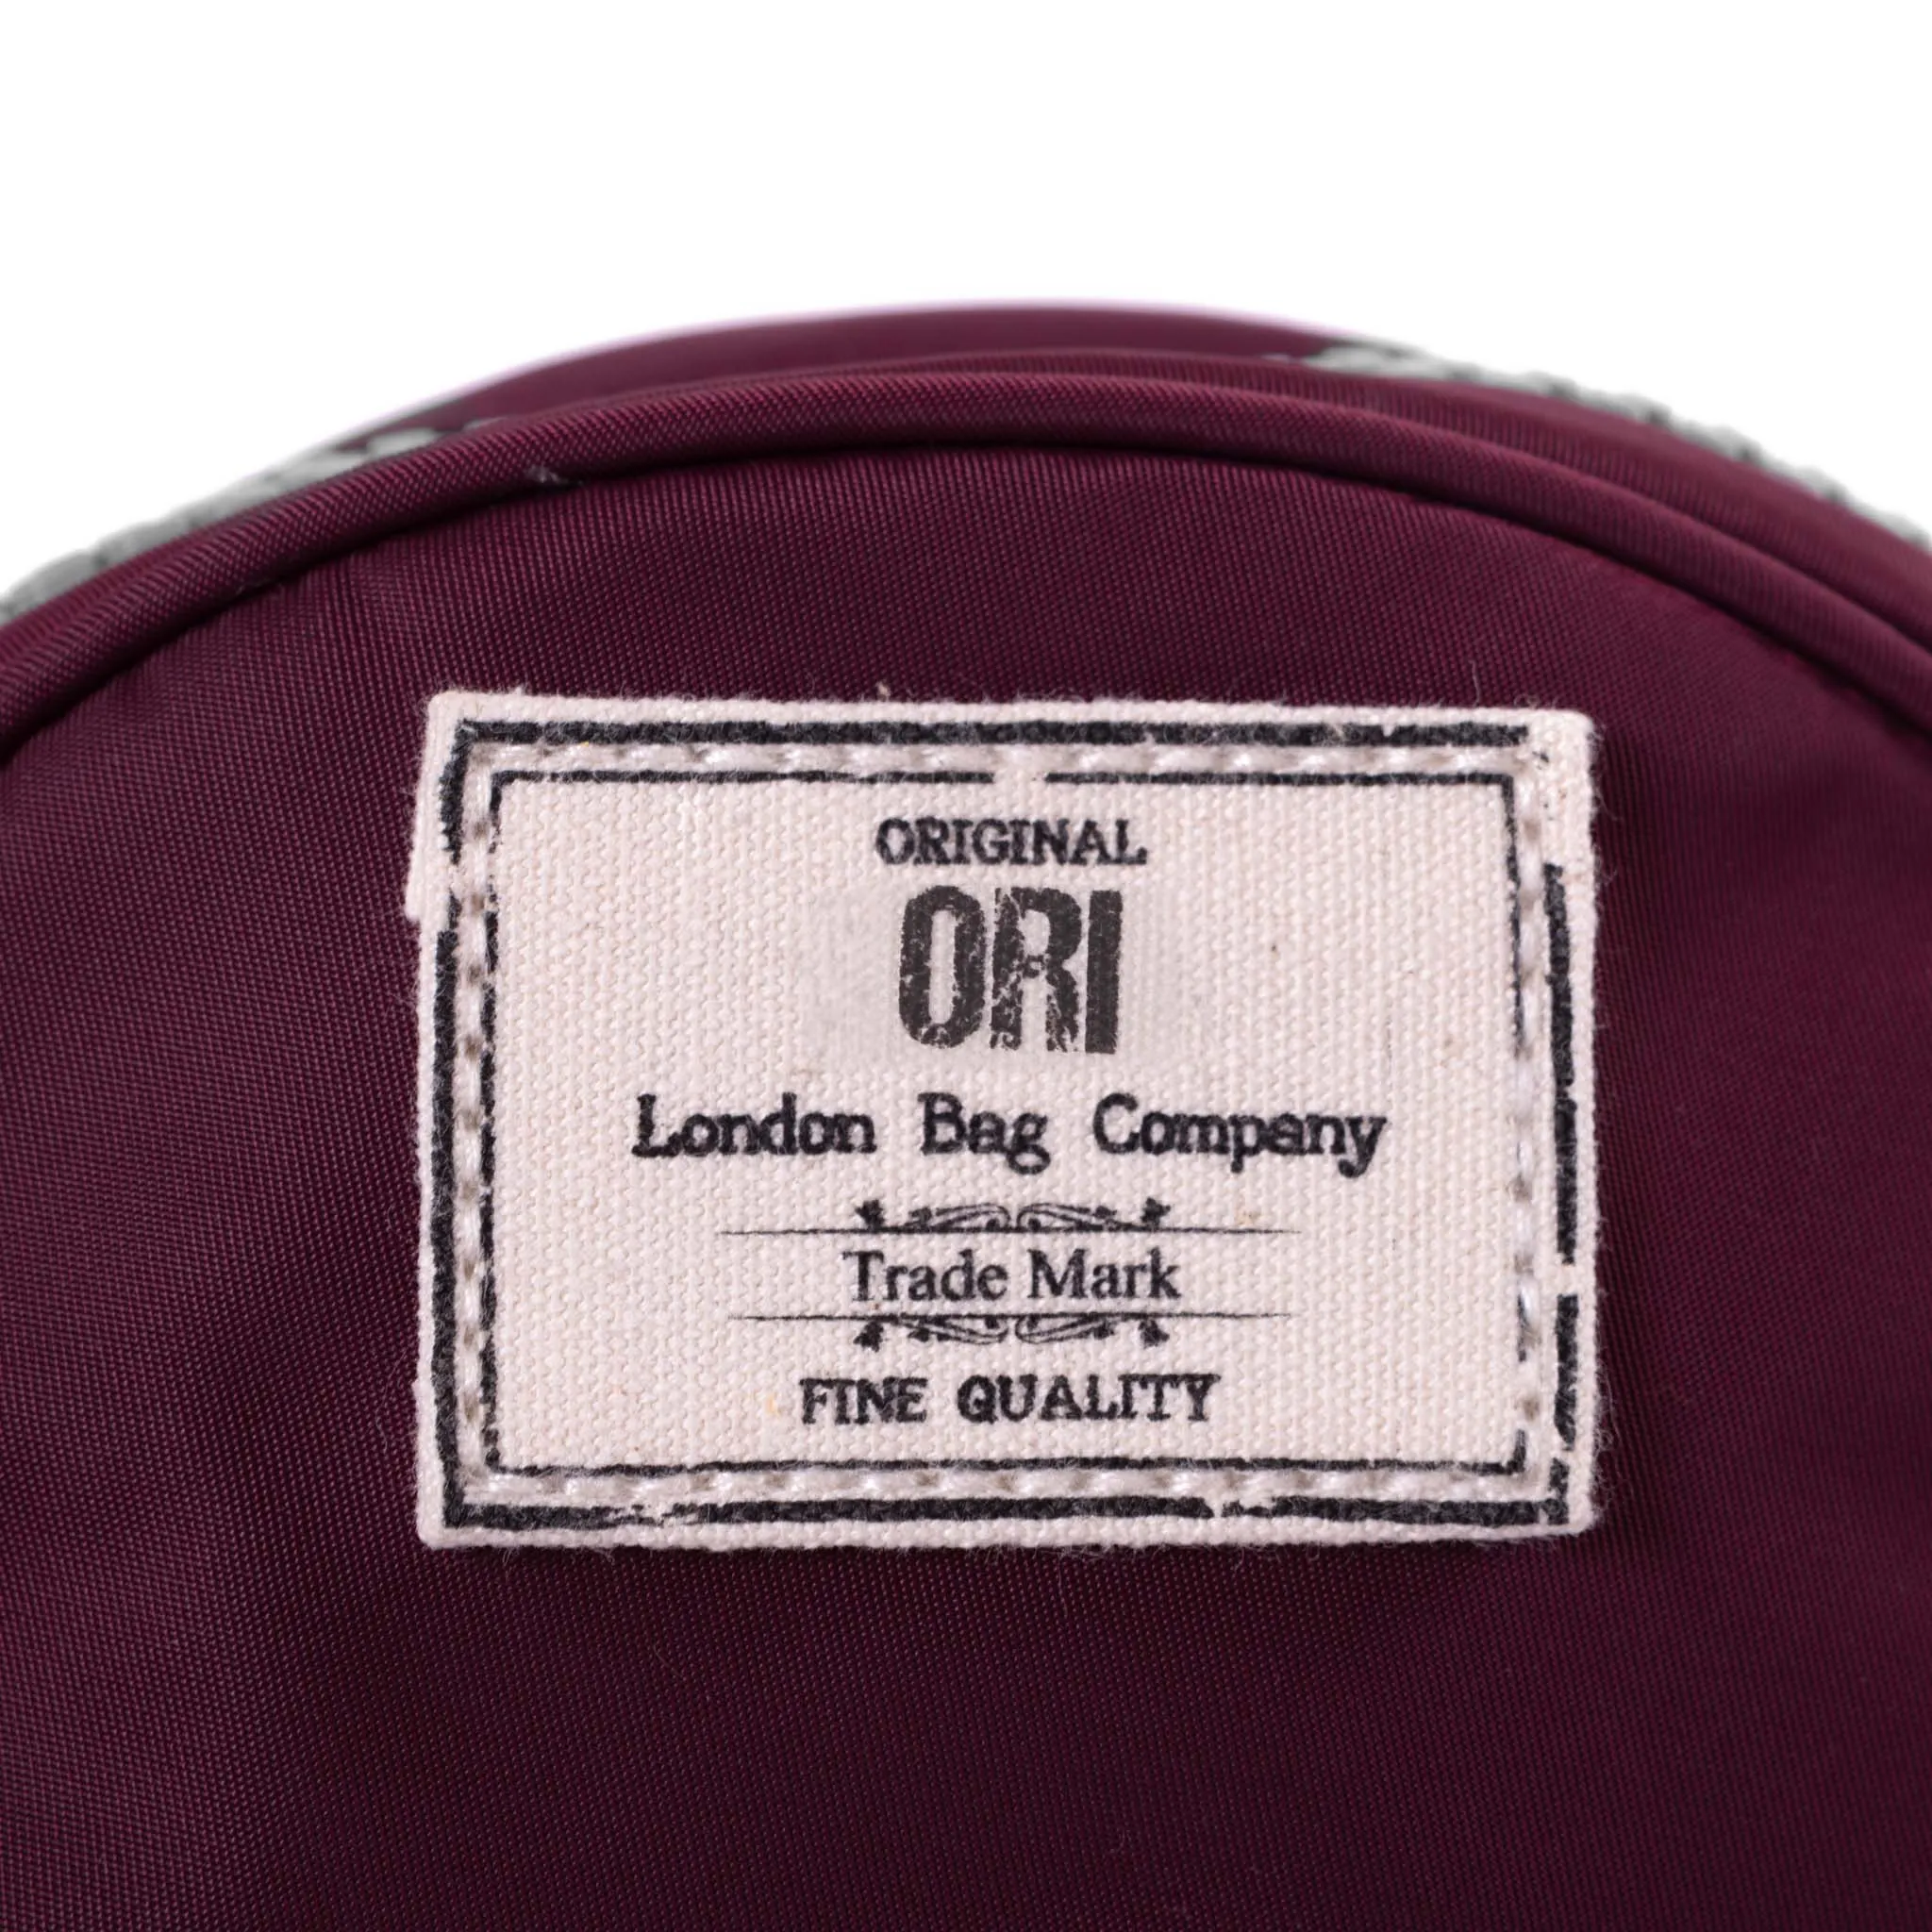 ORIGINAL
ORI
London Bag Company
Trade Mark
FINE QUALITY